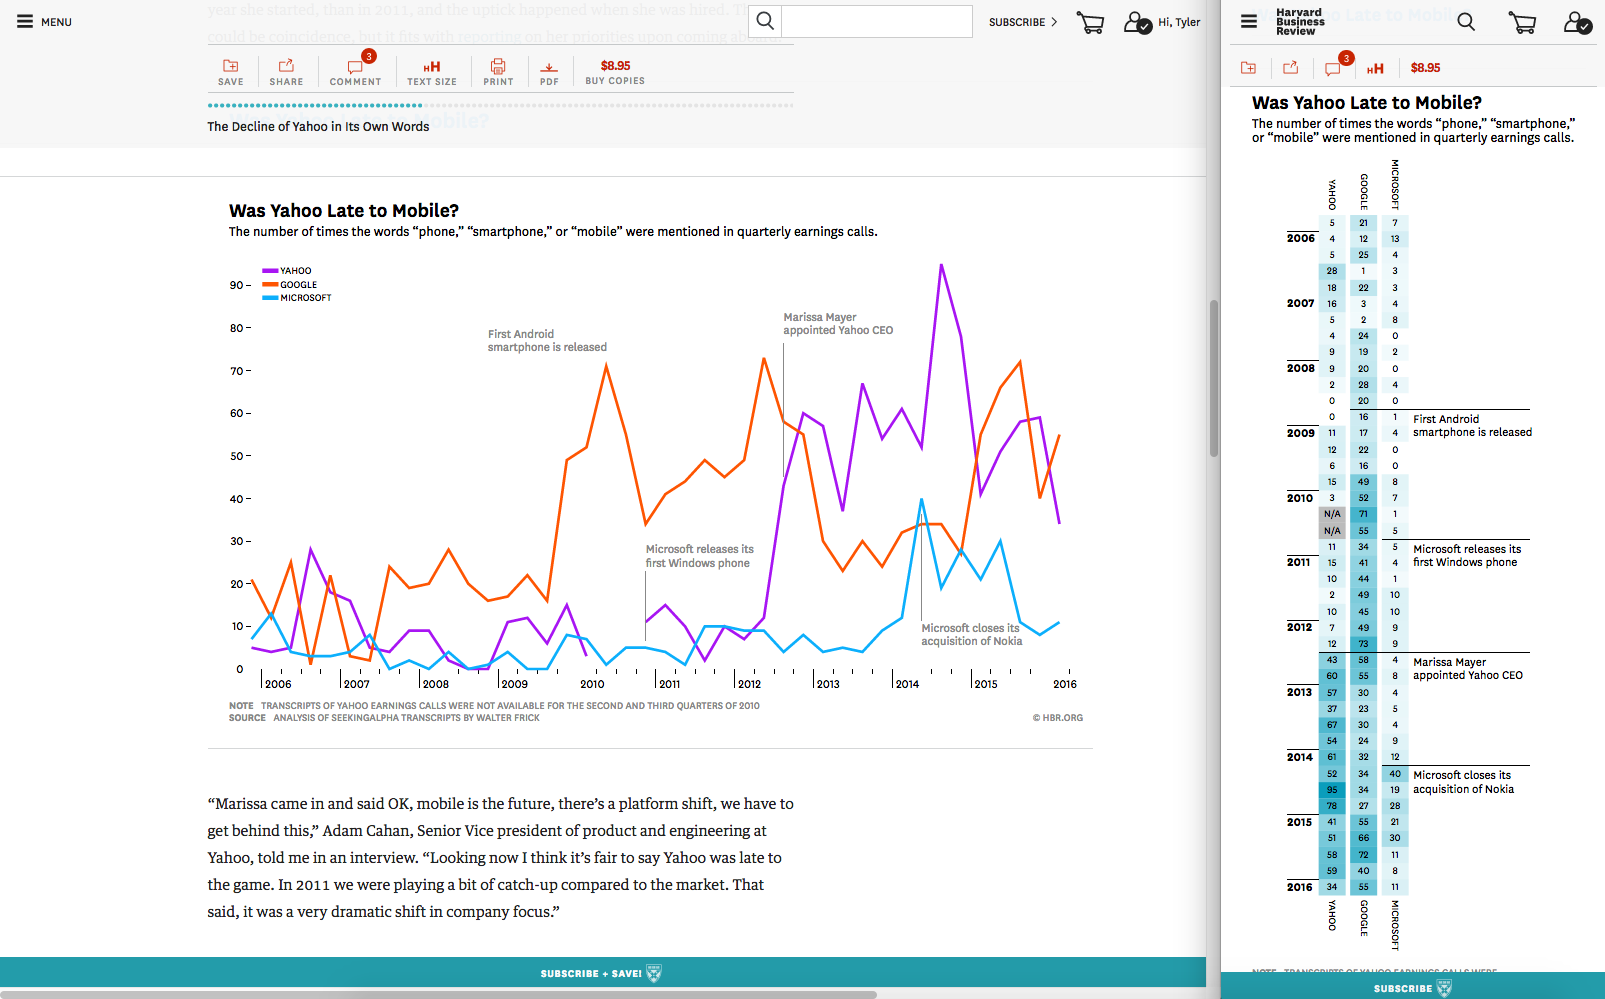 MENU
year she started, than in 2011, and the uptick happened when she was hired.
could be coincidence, but it fits with reporting on her priorities upon coming
SUBSCRIBE
Hi, Tyler
SAVE
SHARE
3
COMMENT
HH
TEXT SIZE
PRINT
PDF
$8.95
BUY COPIES
The Decline of Yahoo in Its Own Words
Was Yahoo Late to Mobile?
The number of times the words “phone,” “smartphone,” or “mobile” were mentioned in quarterly earnings calls.
YAHOO
GOOGLE
MICROSOFT
90
80
70
60
50
40
30
20
10
0
First Android
smartphone is released
Marissa Mayer
appointed Yahoo CEO
Microsoft releases its
first Windows phone
Microsoft closes its
acquisition of Nokia
2006 2007 2008 2009 2010 2011 2012 2013 2014 2015 2016
NOTE TRANSCRIPTS OF YAHOO EARNINGS CALLS WERE NOT AVAILABLE FOR THE SECOND AND THIRD QUARTERS OF 2010
SOURCE ANALYSIS OF SEEKINGALPHA TRANSCRIPTS BY WALTER FRICK
© HBR.ORG
“Marissa came in and said OK, mobile is the future, there’s a platform shift, we have to
get behind this,” Adam Cahan, Senior Vice president of product and engineering at
Yahoo, told me in an interview. “Looking now I think it’s fair to say Yahoo was late to
the game. In 2011 we were playing a bit of catch-up compared to the market. That
said, it was a very dramatic shift in company focus.”
SUBSCRIBE + SAVE!
Harvard
Business
Review
3
HH
$8.95
Was Yahoo Late to Mobile?
The number of times the words “phone,” “smartphone,”
or “mobile” were mentioned in quarterly earnings calls.
YAHOO GOOGLE MICROSOFT
5 21 7
2006 4 12 13
5 25 4
28 1 3
18 22 3
2007 16 3 4
5 2 8
4 24 0
9 19 2
2008 9 20 0
2 28 4
0 20 0
0 16 1 First Android
2009 11 17 4 smartphone is released
12 22 0
6 16 0
15 49 8
2010 3 52 7
N/A 71 1
N/A 55 5
11 34 5 Microsoft releases its
2011 15 41 4 first Windows phone
10 44 1
2 49 10
10 45 10
2012 7 49 9
12 73 9
43 58 4 Marissa Mayer
60 55 8 appointed Yahoo CEO
2013 57 30 4
37 23 5
67 30 4
54 24 9
2014 61 32 12
52 34 40 Microsoft closes its
95 34 19 acquisition of Nokia
78 27 28
2015 41 55 21
51 66 30
58 72 11
59 40 8
2016 34 55 11
YAHOO GOOGLE MICROSOFT
NOTE TRANSCRIPTS OF YAHOO EARNINGS CALLS WERE
SUBSCRIBE